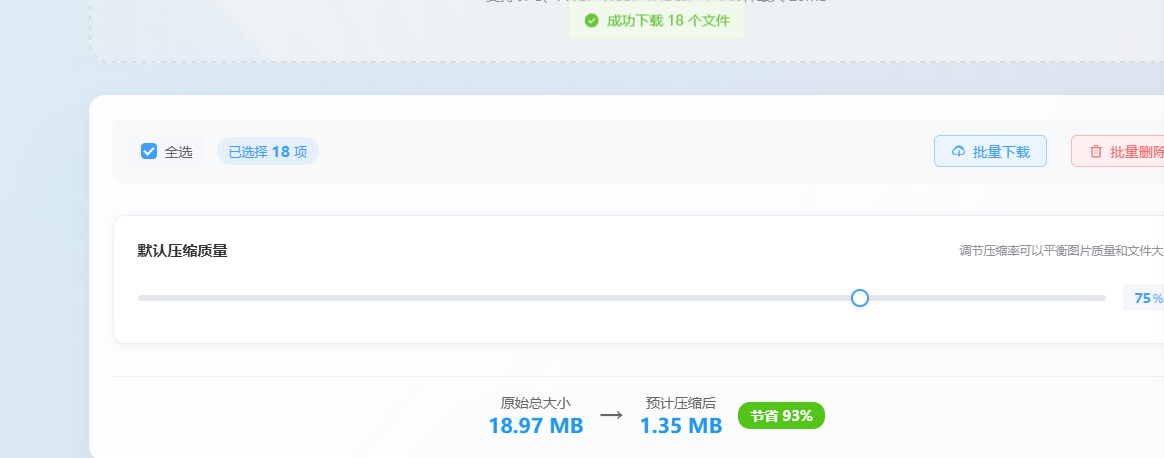 成功下载 18 个文件
全选
已选择 18 项
批量下载
批量删除
默认压缩质量
调节压缩率可以平衡图片质量和文件大
75%
原始总大小
18.97 MB
→
预计压缩后
1.35 MB
节省 93%